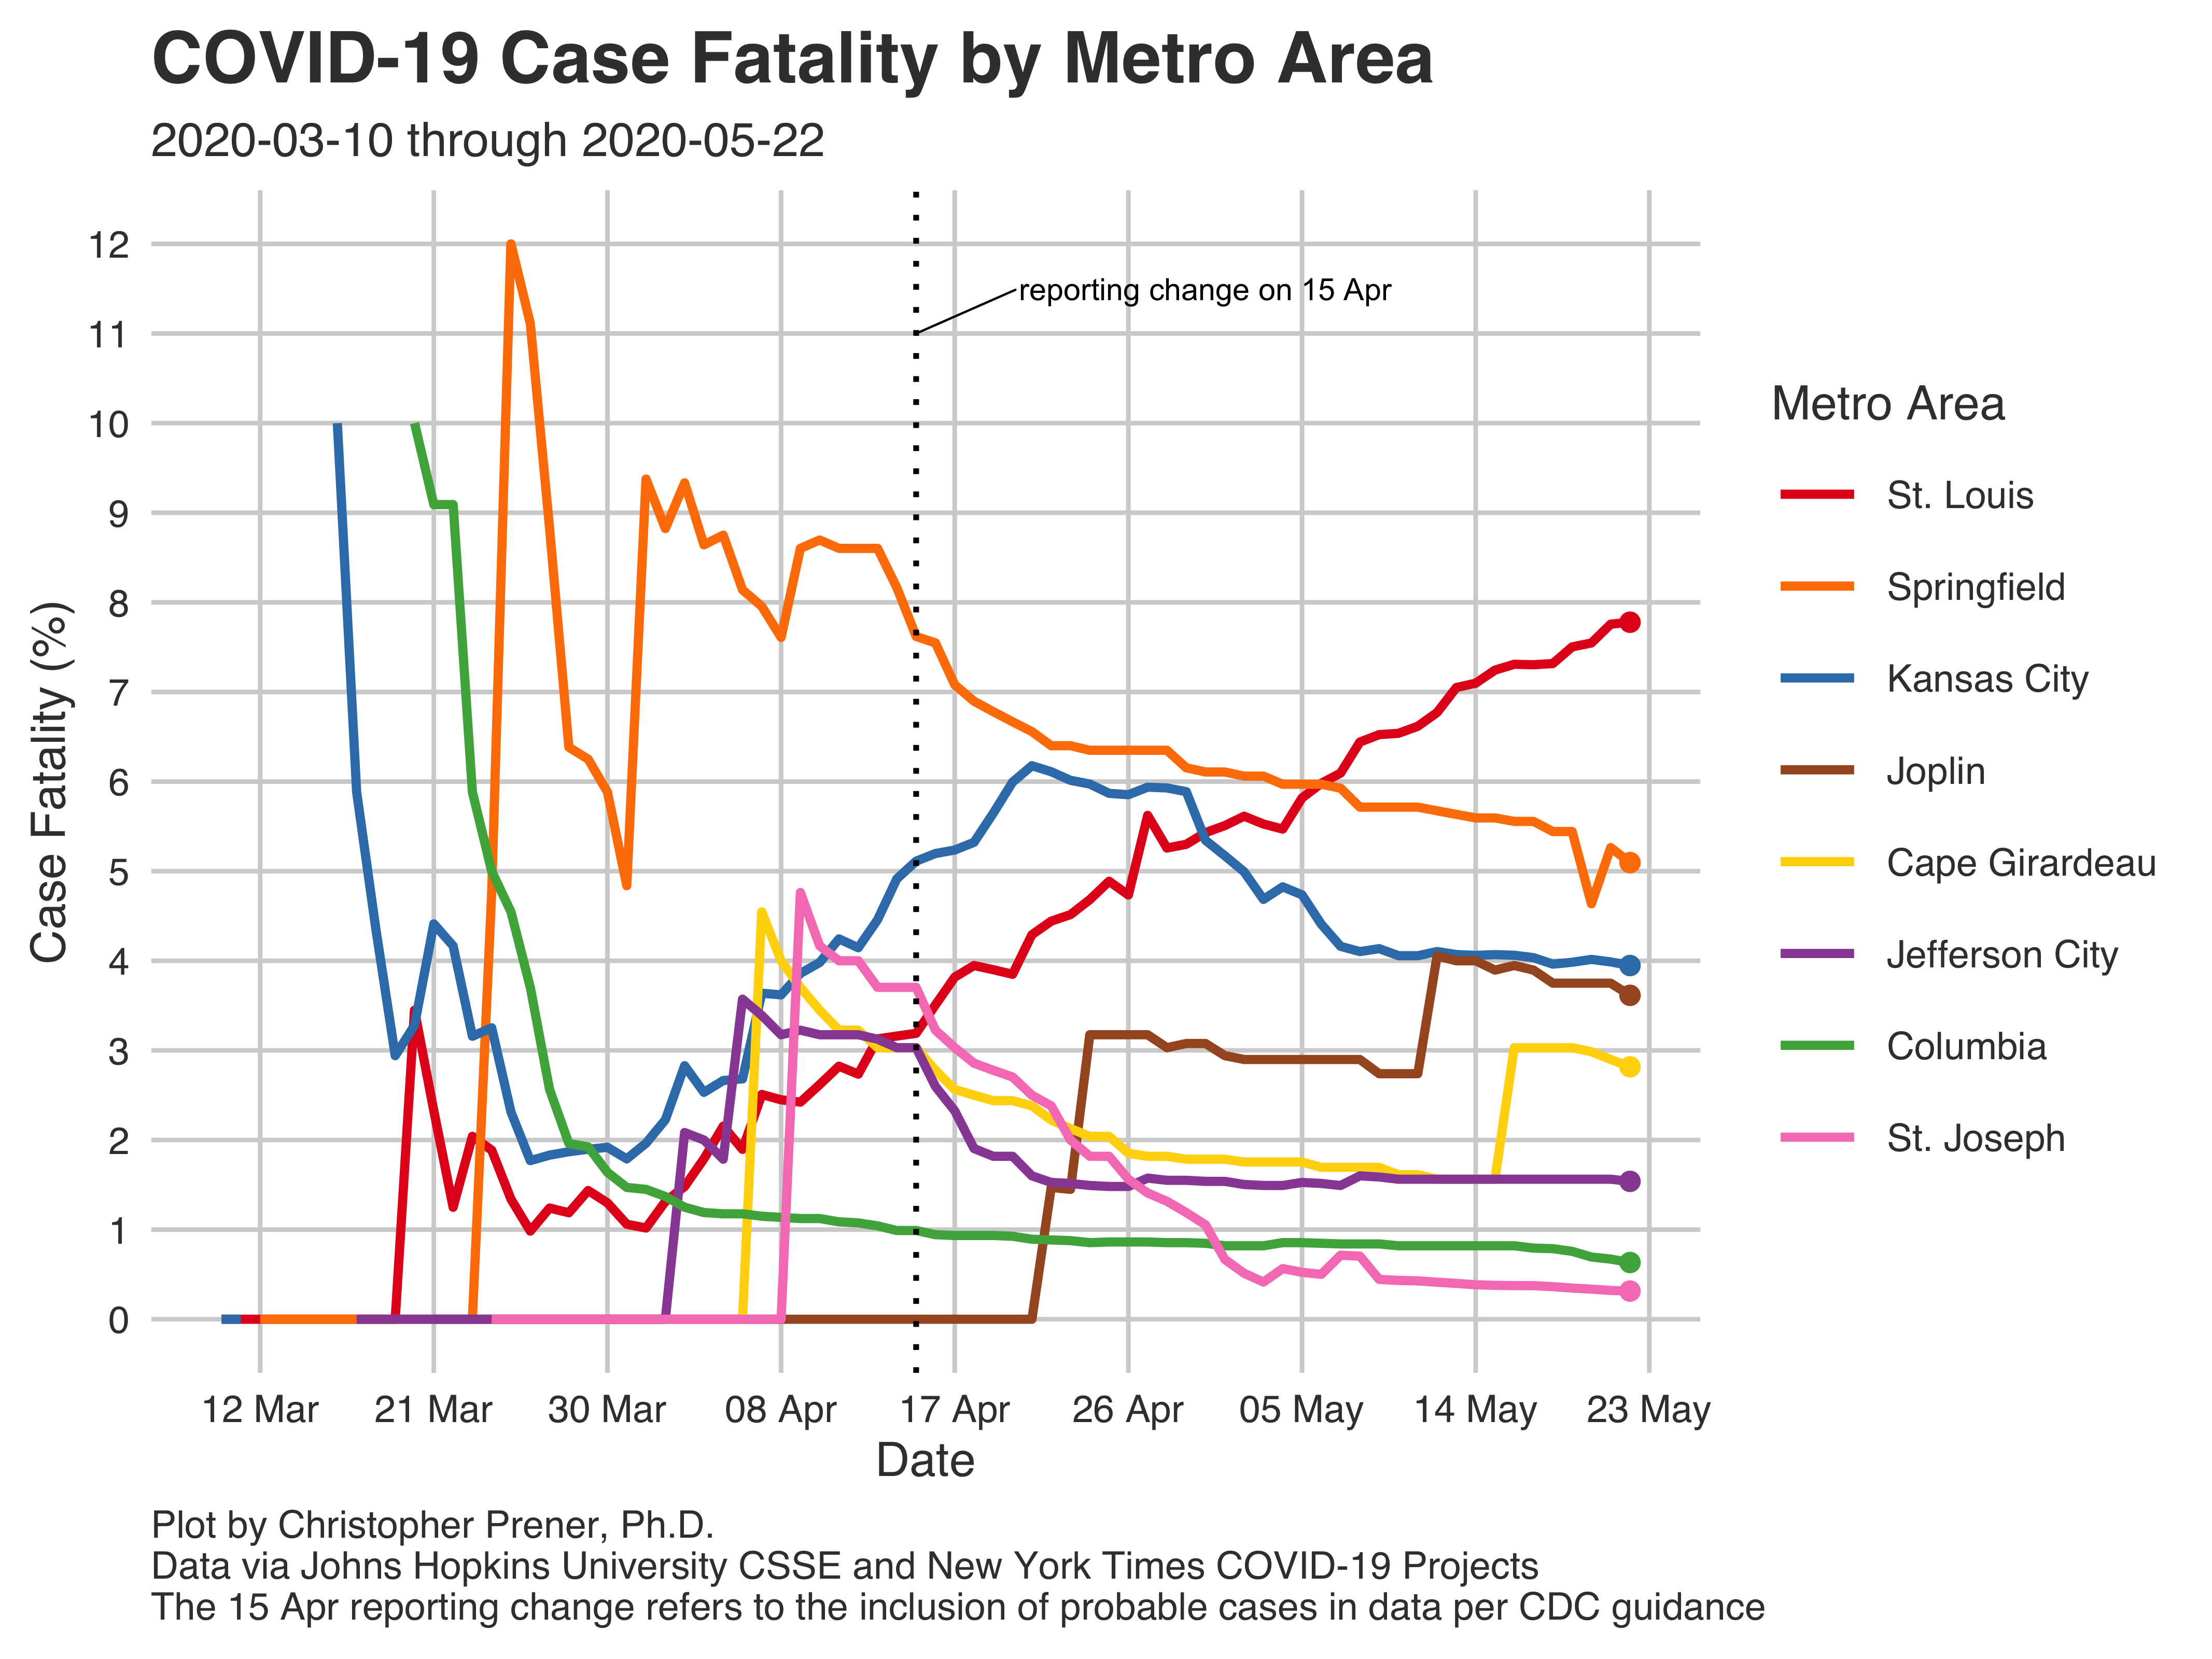 COVID-19 Case Fatality by Metro Area
2020-03-10 through 2020-05-22
12
11
10
9
8
7
6
5
4
3
2
1
0
Case Fatality (%)
reporting change on 15 Apr
Metro Area
St. Louis
Springfield
Kansas City
Joplin
Cape Girardeau
Jefferson City
Columbia
St. Joseph
12 Mar 21 Mar 30 Mar 08 Apr 17 Apr 26 Apr 05 May 14 May 23 May
Date
Plot by Christopher Prener, Ph.D.
Data via Johns Hopkins University CSSE and New York Times COVID-19 Projects
The 15 Apr reporting change refers to the inclusion of probable cases in data per CDC guidance